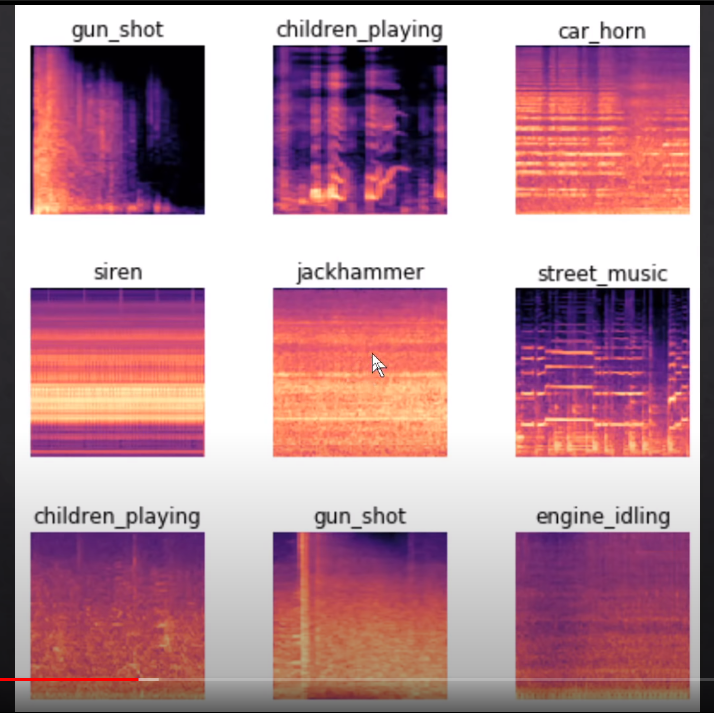 gun_shot children_playing car_horn
siren jackhammer street_music
children_playing gun_shot engine_idling